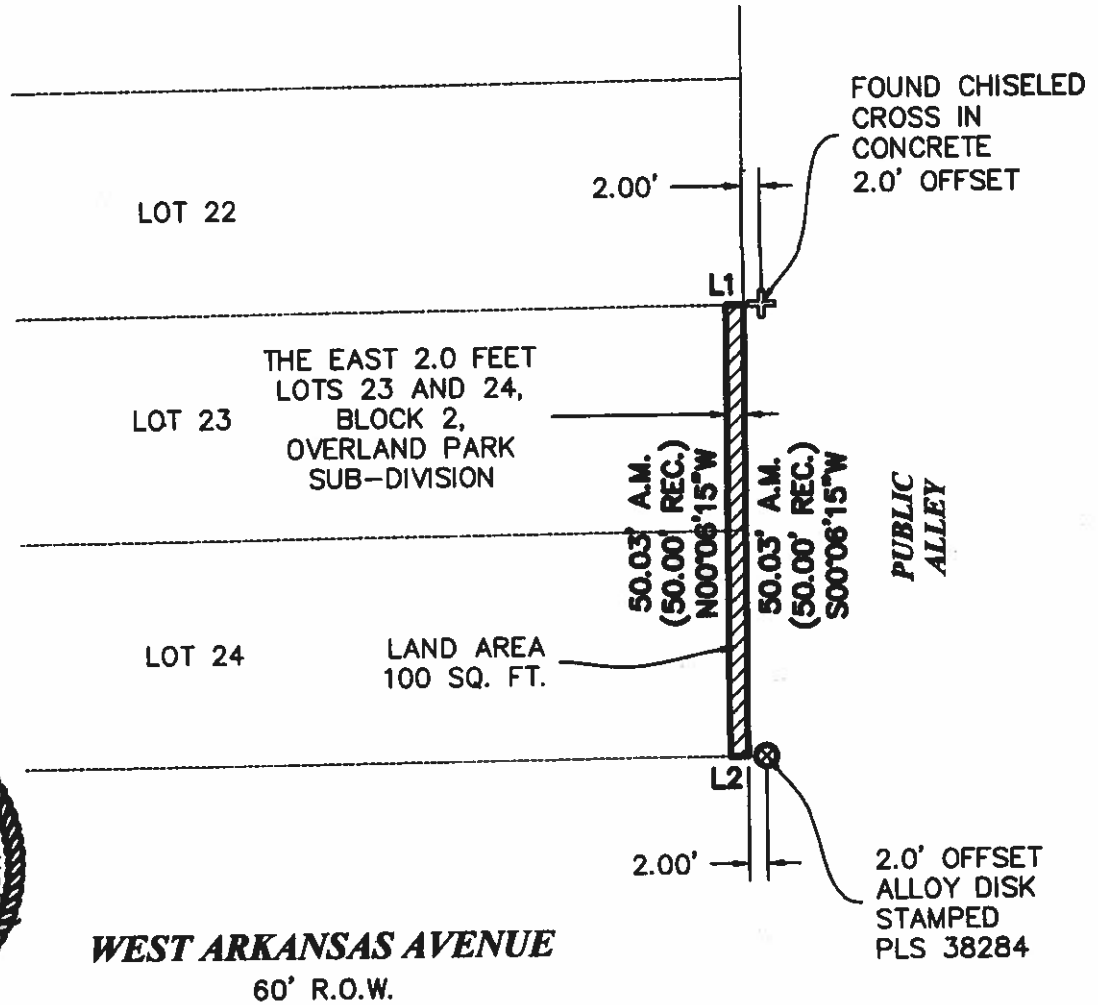 FOUND CHISELED
CROSS IN
CONCRETE
2.0' OFFSET
2.00'
LOT 22
L1
THE EAST 2.0 FEET
LOTS 23 AND 24,
BLOCK 2,
OVERLAND PARK
SUB-DIVISION
LOT 23
50.03' A.M.
(50.00' REC.)
N00°06'15"W
50.03' A.M.
(50.00' REC.)
S00°06'15"W
PUBLIC
ALLEY
LOT 24
LAND AREA
100 SQ. FT.
L2
2.00'
2.0' OFFSET
ALLOY DISK
STAMPED
PLS 38284
WEST ARKANSAS AVENUE
60' R.O.W.